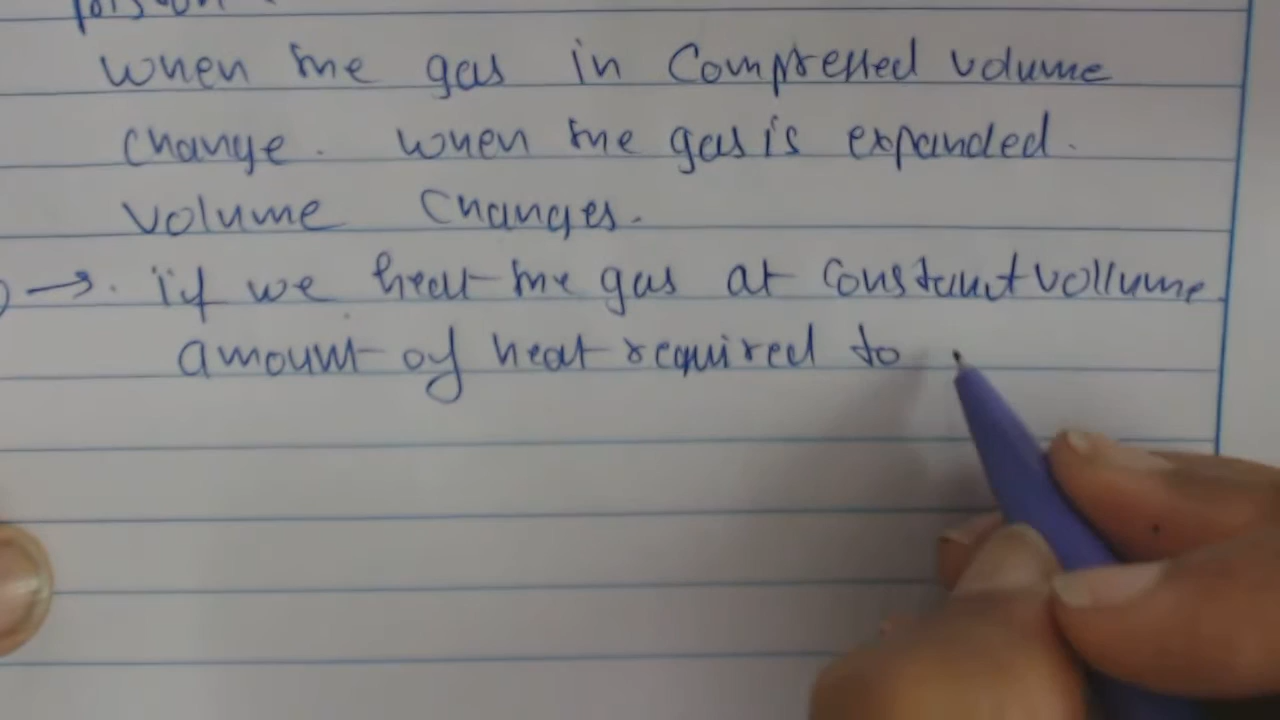 when the gas in Compressed volume
change. when the gas is expanded.
volume changes.
→. if we heat the gas at constant vollume
amount of heat required to